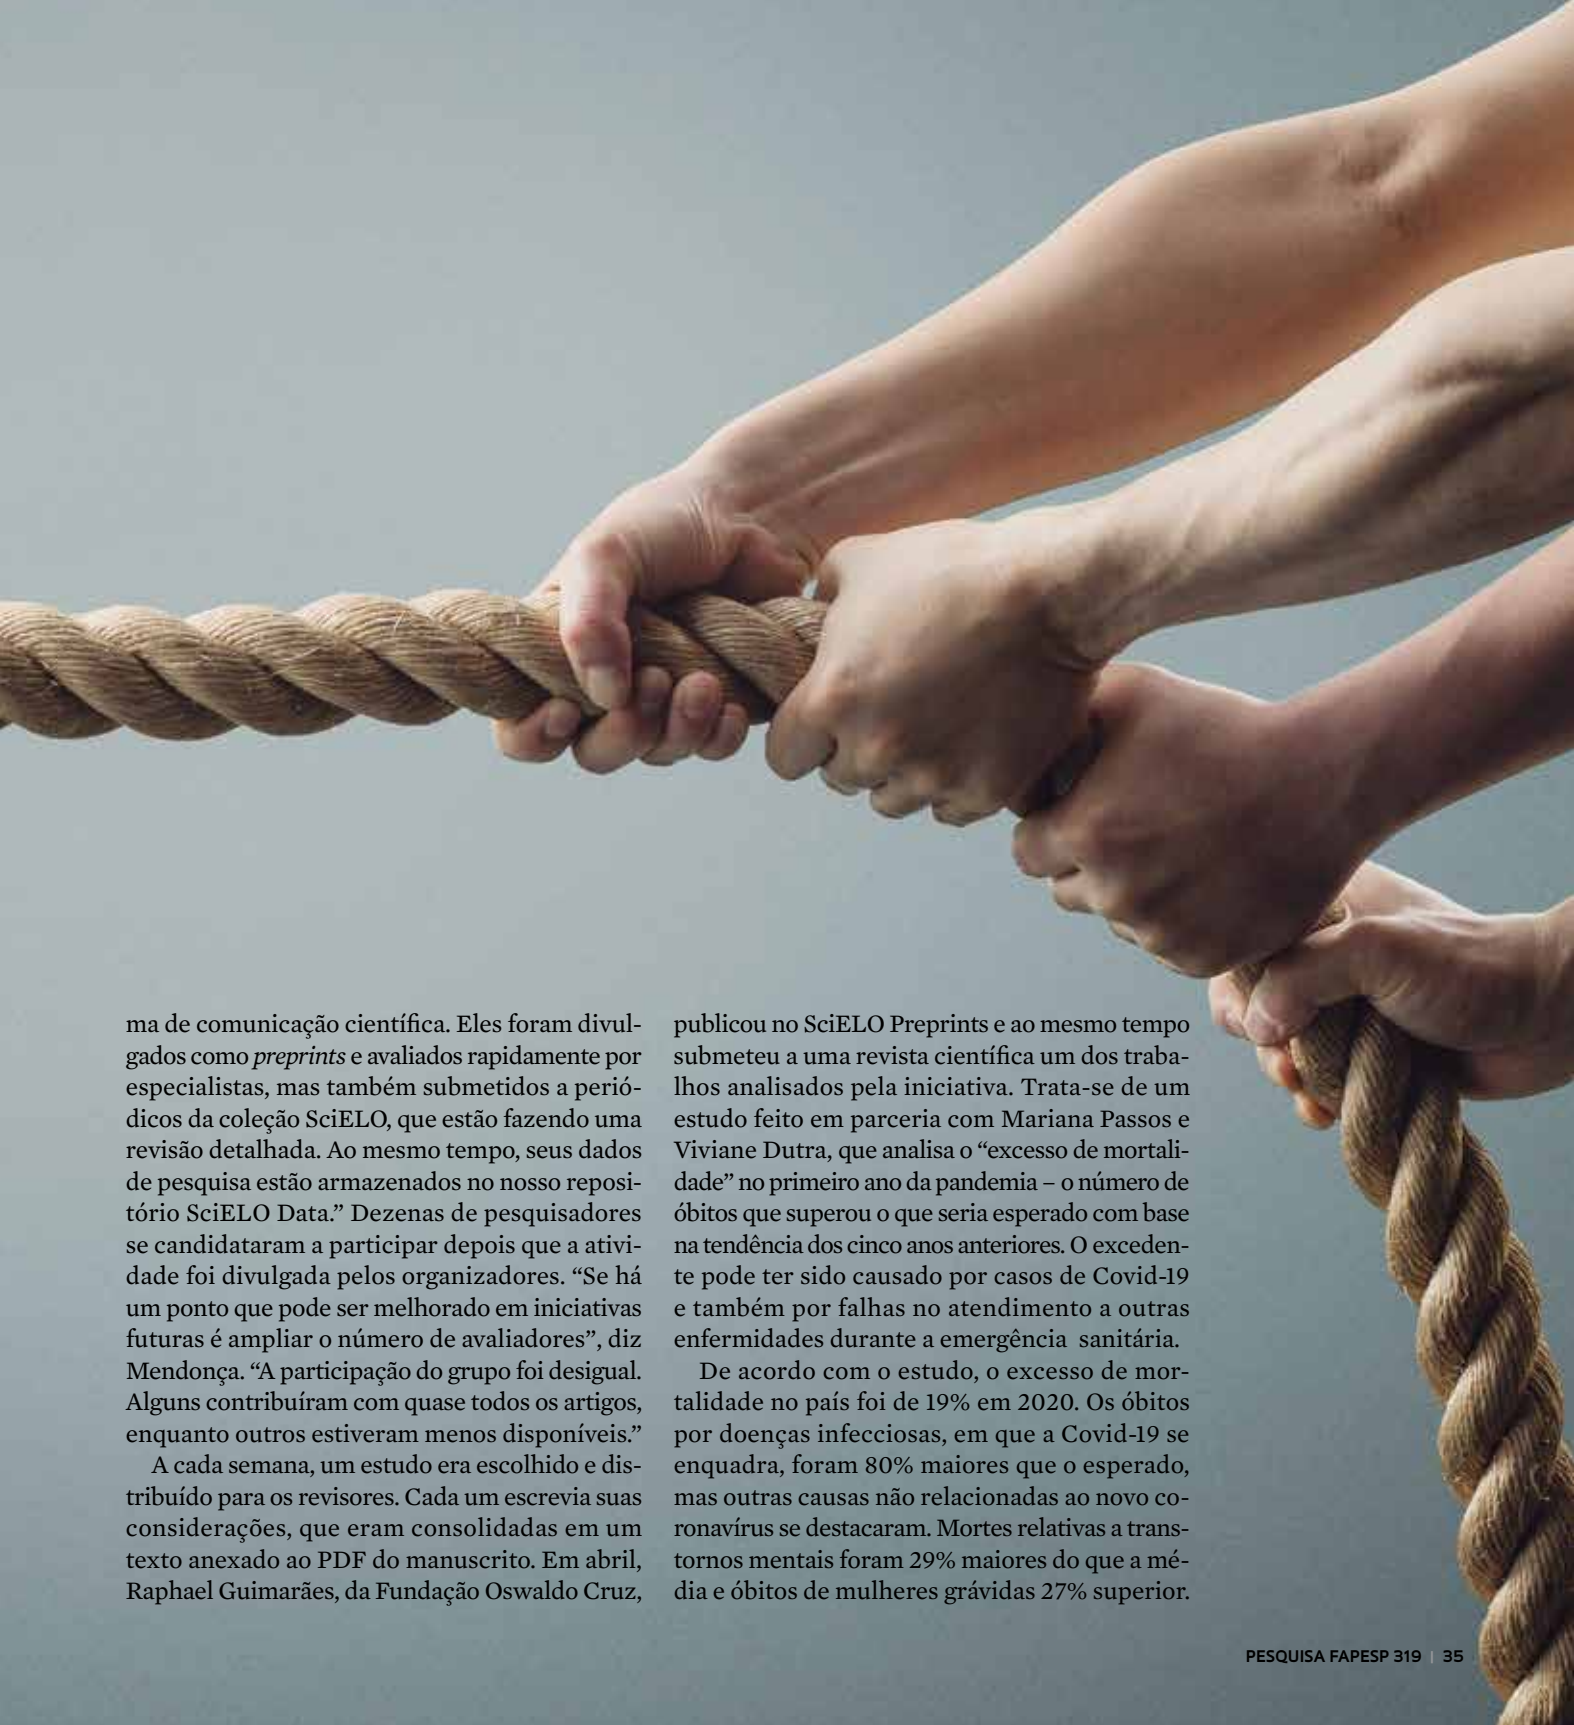 ma de comunicação científica. Eles foram divul-
gados como preprints e avaliados rapidamente por
especialistas, mas também submetidos a perió-
dicos da coleção SciELO, que estão fazendo uma
revisão detalhada. Ao mesmo tempo, seus dados
de pesquisa estão armazenados no nosso reposi-
tório SciELO Data.” Dezenas de pesquisadores
se candidataram a participar depois que a ativi-
dade foi divulgada pelos organizadores. “Se há
um ponto que pode ser melhorado em iniciativas
futuras é ampliar o número de avaliadores”, diz
Mendonça. “A participação do grupo foi desigual.
Alguns contribuíram com quase todos os artigos,
enquanto outros estiveram menos disponíveis.”
A cada semana, um estudo era escolhido e dis-
tribuído para os revisores. Cada um escrevia suas
considerações, que eram consolidadas em um
texto anexado ao PDF do manuscrito. Em abril,
Raphael Guimarães, da Fundação Oswaldo Cruz,
publicou no SciELO Preprints e ao mesmo tempo
submeteu a uma revista científica um dos traba-
lhos analisados pela iniciativa. Trata-se de um
estudo feito em parceria com Mariana Passos e
Viviane Dutra, que analisa o “excesso de mortali-
dade” no primeiro ano da pandemia – o número de
óbitos que superou o que seria esperado com base
na tendência dos cinco anos anteriores. O exceden-
te pode ter sido causado por casos de Covid-19
e também por falhas no atendimento a outras
enfermidades durante a emergência sanitária.
De acordo com o estudo, o excesso de mor-
talidade no país foi de 19% em 2020. Os óbitos
por doenças infecciosas, em que a Covid-19 se
enquadra, foram 80% maiores que o esperado,
mas outras causas não relacionadas ao novo co-
ronavírus se destacaram. Mortes relativas a trans-
tornos mentais foram 29% maiores do que a mé-
dia e óbitos de mulheres grávidas 27% superior.
PESQUISA FAPESP 319 | 35